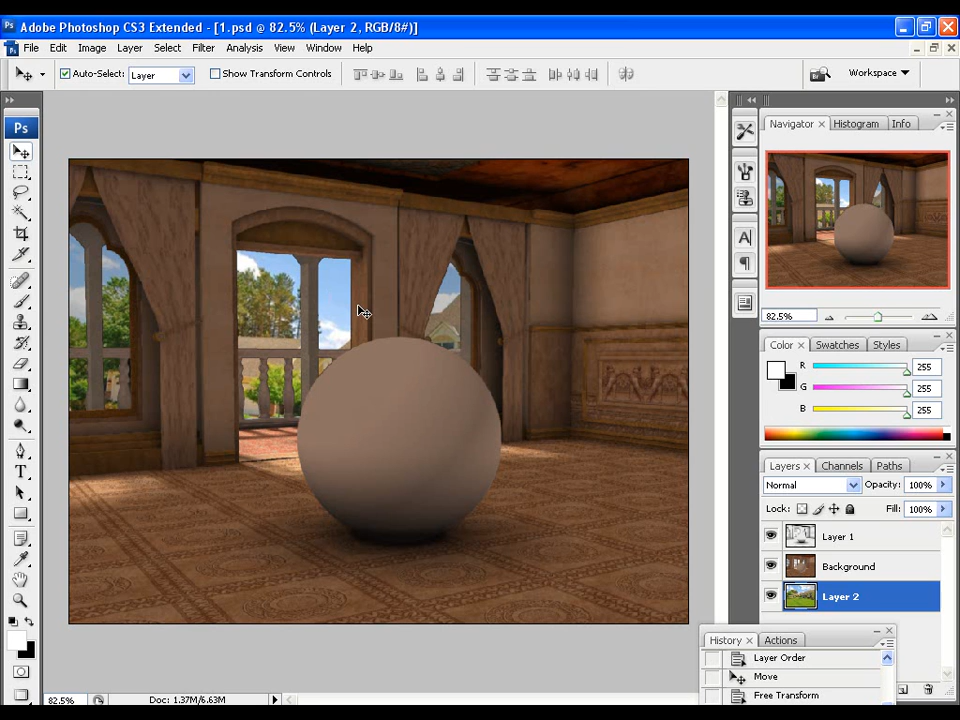 Ps Adobe Photoshop CS3 Extended - [1.psd @ 82.5% (Layer 2, RGB/8#)]
File Edit Image Layer Select Filter Analysis View Window Help
Auto-Select: Layer Show Transform Controls Workspace
Ps
Navigator Histogram Info
82.5%
Color Swatches Styles
R 255
G 255
B 255
Layers Channels Paths
Normal Opacity: 100%
Lock: Fill: 100%
Layer 1
Background
Layer 2
History Actions
Layer Order
Move
Free Transform
T
A
82.5% Doc: 1.37M/6.63M